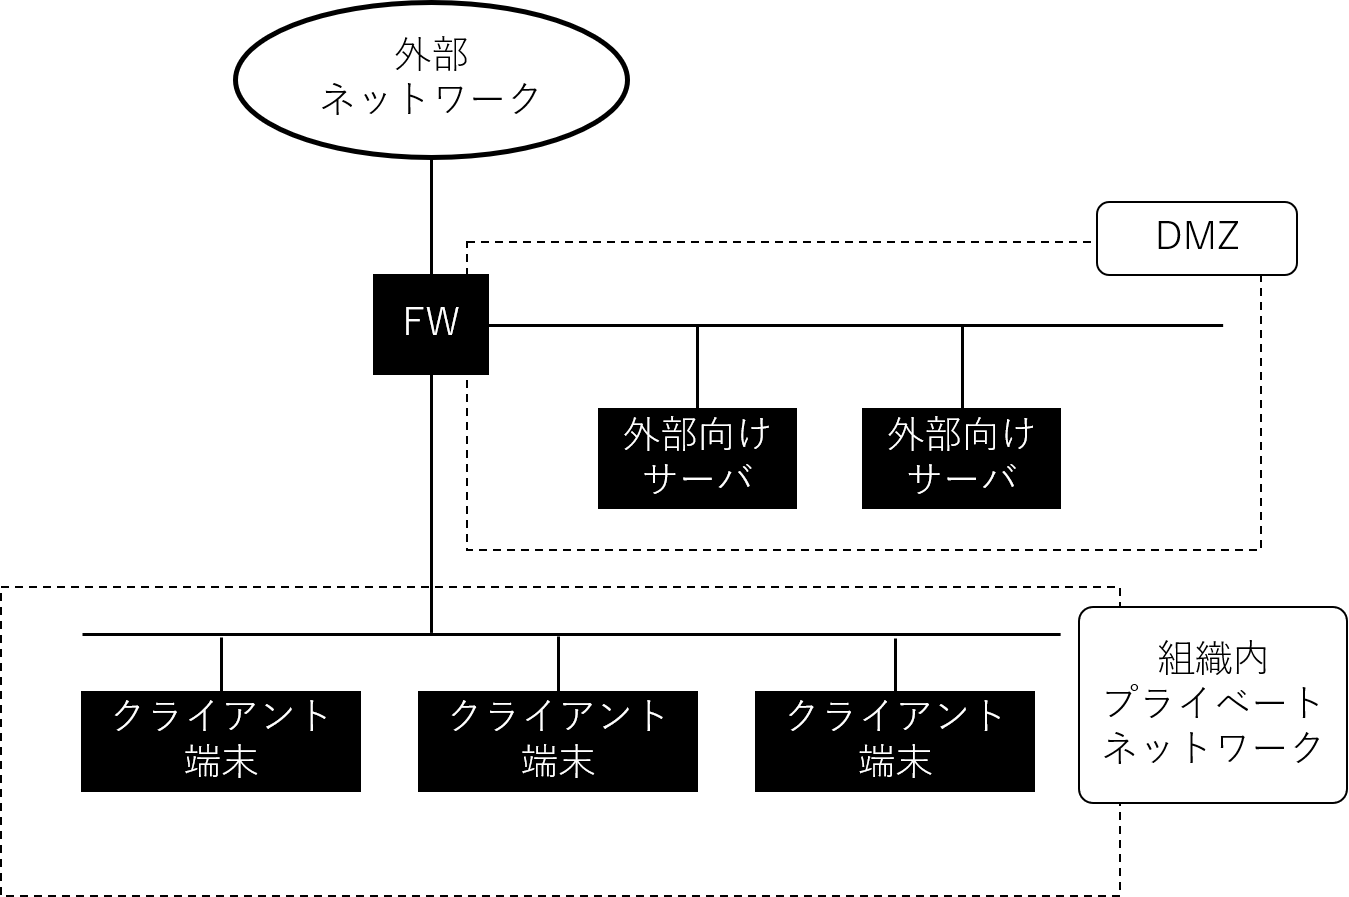 外部
ネットワーク
DMZ
FW
外部向け
サーバ
外部向け
サーバ
組織内
プライベート
ネットワーク
クライアント
端末
クライアント
端末
クライアント
端末